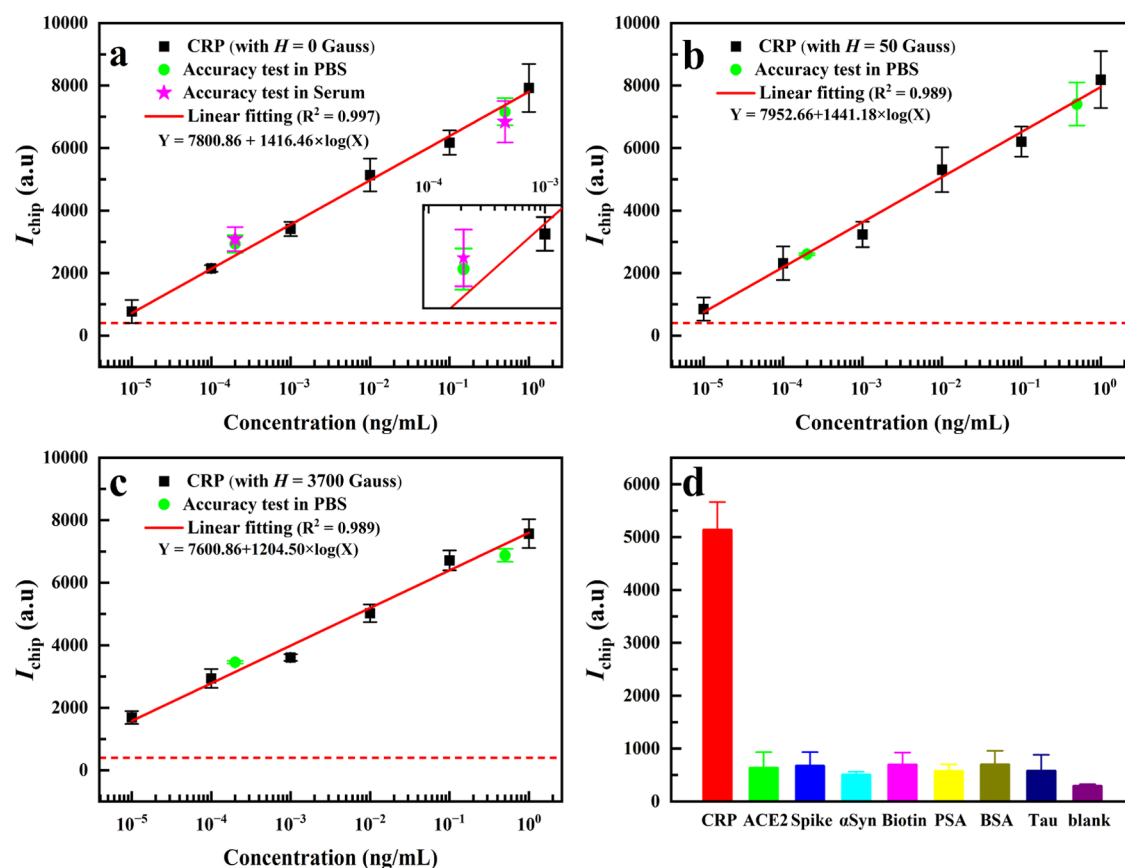 a
CRP (with H = 0 Gauss)
Accuracy test in PBS
Accuracy test in Serum
Linear fitting (R² = 0.997)
Y = 7800.86 + 1416.46×log(X)
10000
8000
6000
4000
2000
0
I_chip (a.u)
10⁻⁴ 10⁻³
10⁻⁵ 10⁻⁴ 10⁻³ 10⁻² 10⁻¹ 10⁰
Concentration (ng/mL)
b
CRP (with H = 50 Gauss)
Accuracy test in PBS
Linear fitting (R² = 0.989)
Y = 7952.66+1441.18×log(X)
10000
8000
6000
4000
2000
0
I_chip (a.u)
10⁻⁵ 10⁻⁴ 10⁻³ 10⁻² 10⁻¹ 10⁰
Concentration (ng/mL)
c
CRP (with H = 3700 Gauss)
Accuracy test in PBS
Linear fitting (R² = 0.989)
Y = 7600.86+1204.50×log(X)
10000
8000
6000
4000
2000
0
I_chip (a.u)
10⁻⁵ 10⁻⁴ 10⁻³ 10⁻² 10⁻¹ 10⁰
Concentration (ng/mL)
d
6000
5000
4000
3000
2000
1000
0
I_chip (a.u)
CRP ACE2 Spike αSyn Biotin PSA BSA Tau blank